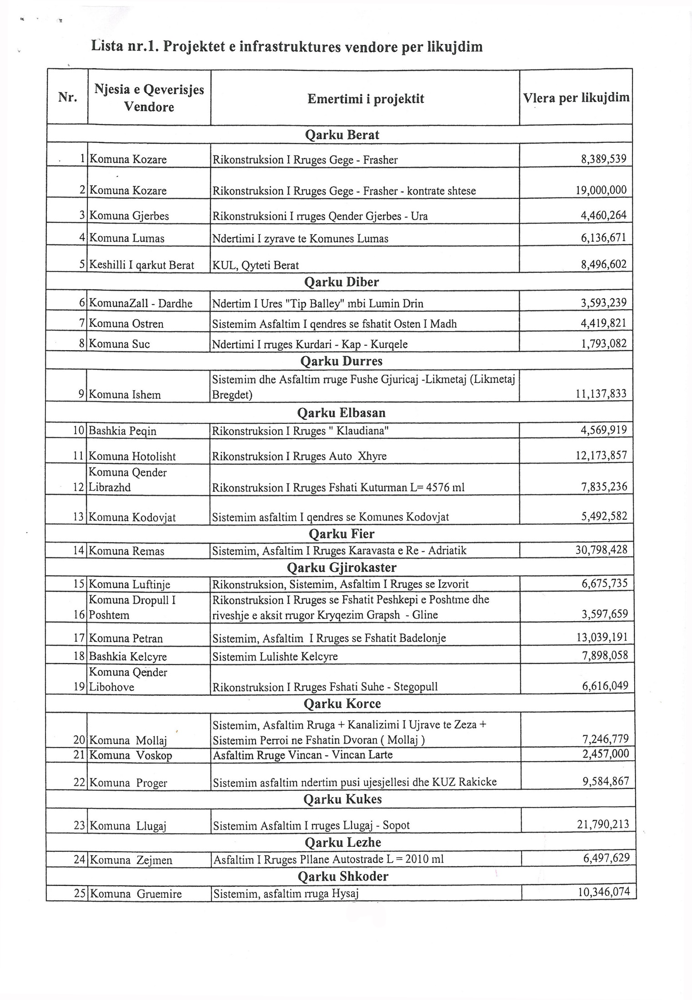 Lista nr.1. Projektet e infrastruktures vendore per likujdim
Nr. Njesia e Qeverisjes Vendore Emertimi i projektit Vlera per likujdim
Qarku Berat
1 Komuna Kozare Rikonstruksion I Rruges Gege - Frasher 8,389,539
2 Komuna Kozare Rikonstruksion I Rruges Gege - Frasher - kontrate shtese 19,000,000
3 Komuna Gjerbes Rikonstruksioni I rruges Qender Gjerbes - Ura 4,460,264
4 Komuna Lumas Ndertimi I zyrave te Komunes Lumas 6,136,671
5 Keshilli I qarkut Berat KUL, Qyteti Berat 8,496,602
Qarku Diber
6 KomunaZall - Dardhe Ndertim I Ures "Tip Balley" mbi Lumin Drin 3,593,239
7 Komuna Ostren Sistemim Asfaltim I qendres se fshatit Osten I Madh 4,419,821
8 Komuna Suc Ndertimi I rruges Kurdari - Kap - Kurqele 1,793,082
Qarku Durres
Sistemim dhe Asfaltim rruge Fushe Gjuricaj -Likmetaj (Likmetaj
9 Komuna Ishem Bregdet) 11,137,833
Qarku Elbasan
10 Bashkia Peqin Rikonstruksion I Rruges " Klaudiana" 4,569,919
11 Komuna Hotolisht Rikonstruksion I Rruges Auto Xhyre 12,173,857
Komuna Qender
12 Librazhd Rikonstruksion I Rruges Fshati Kuturman L= 4576 ml 7,835,236
13 Komuna Kodovjat Sistemim asfaltim I qendres se Komunes Kodovjat 5,492,582
Qarku Fier
14 Komuna Remas Sistemim, Asfaltim I Rruges Karavasta e Re - Adriatik 30,798,428
Qarku Gjirokaster
15 Komuna Luftinje Rikonstruksion, Sistemim, Asfaltim I Rruges se Izvorit 6,675,735
Komuna Dropull I Rikonstruksion I Rruges se Fshatit Peshkepi e Poshtme dhe
16 Poshtem riveshje e aksit rrugor Kryqezim Grapsh - Gline 3,597,659
17 Komuna Petran Sistemim, Asfaltim I Rruges se Fshatit Badelonje 13,039,191
18 Bashkia Kelcyre Sistemim Lulishte Kelcyre 7,898,058
Komuna Qender
19 Libohove Rikonstruksion I Rruges Fshati Suhe - Stegopull 6,616,049
Qarku Korce
Sistemim, Asfaltim Rruga + Kanalizimi I Ujrave te Zeza +
20 Komuna Mollaj Sistemim Perroi ne Fshatin Dvoran ( Mollaj ) 7,246,779
21 Komuna Voskop Asfaltim Rruge Vincan - Vincan Larte 2,457,000
22 Komuna Proger Sistemim asfaltim ndertim pusi ujesjellesi dhe KUZ Rakicke 9,584,867
Qarku Kukes
23 Komuna Llugaj Sistemim Asfaltim I rruges Llugaj - Sopot 21,790,213
Qarku Lezhe
24 Komuna Zejmen Asfaltim I Rruges Pllane Autostrade L = 2010 ml 6,497,629
Qarku Shkoder
25 Komuna Gruemire Sistemim, asfaltim rruga Hysaj 10,346,074